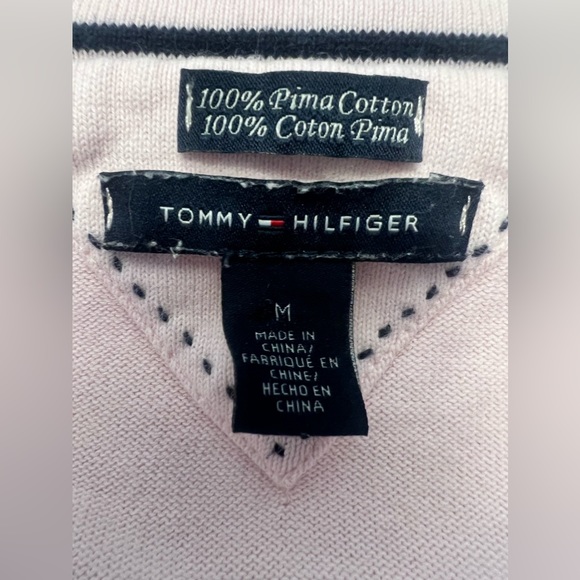 100% Pima Cotton
100% Coton Pima
TOMMY HILFIGER
M
MADE IN
CHINA/
FABRIQUÉ EN
CHINE/
HECHO EN
CHINA